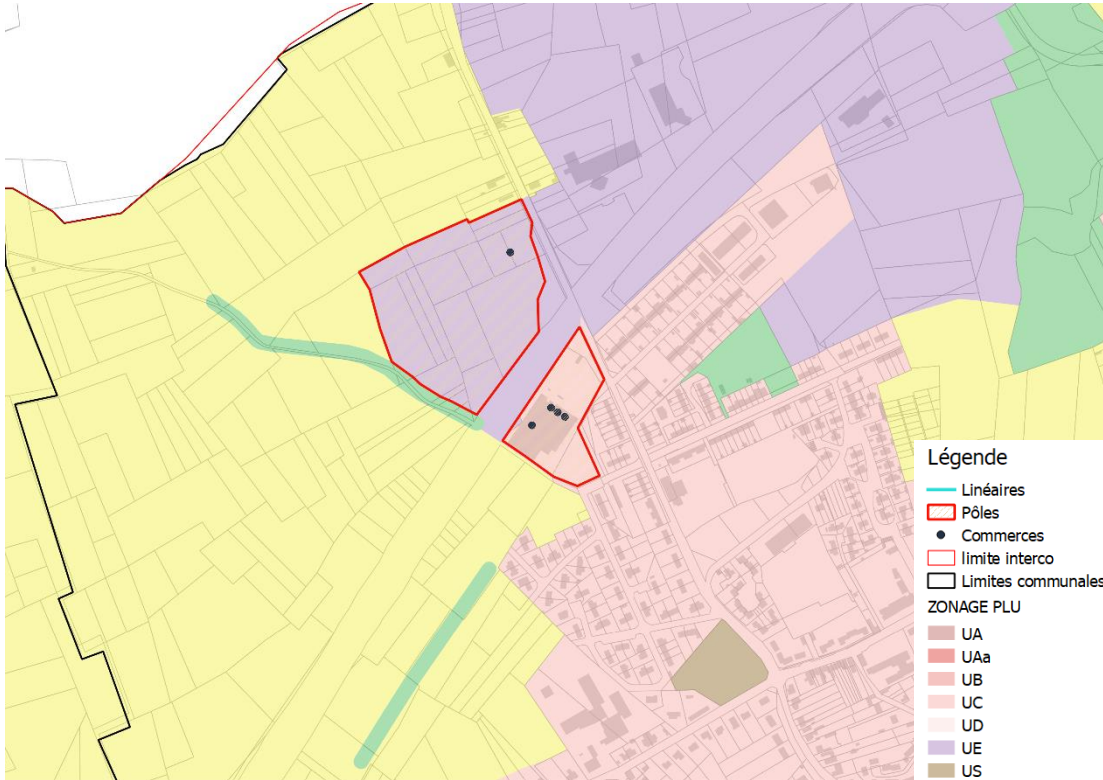 Légende
Linéaires
Pôles
Commerces
limite interco
Limites communales
ZONAGE PLU
UA
UAa
UB
UC
UD
UE
US